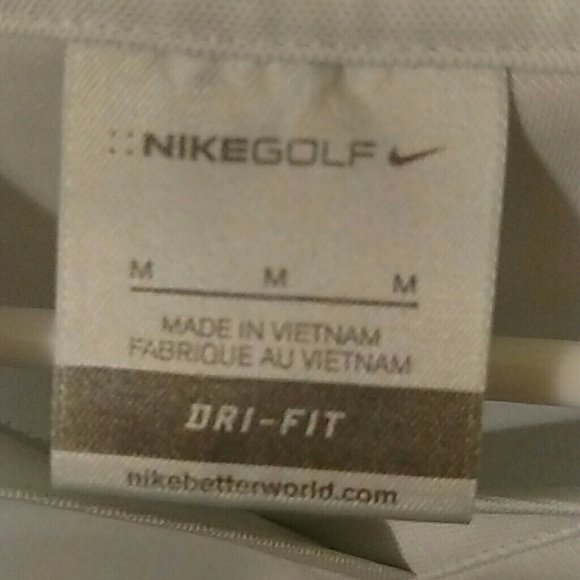 NIKEGOLF
M M M
MADE IN VIETNAM
FABRIQUE AU VIETNAM
DRI-FIT
nikebetterworld.com